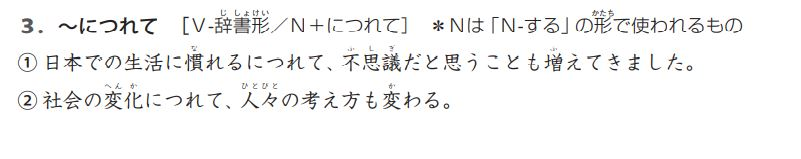 3．～につれて　［V-辞書形／N＋につれて］　＊Nは「N-する」の形で使われるもの
①日本での生活に慣れるにつれて、不思議だと思うことも増えてきました。
②社会の変化につれて、人々の考え方も変わる。